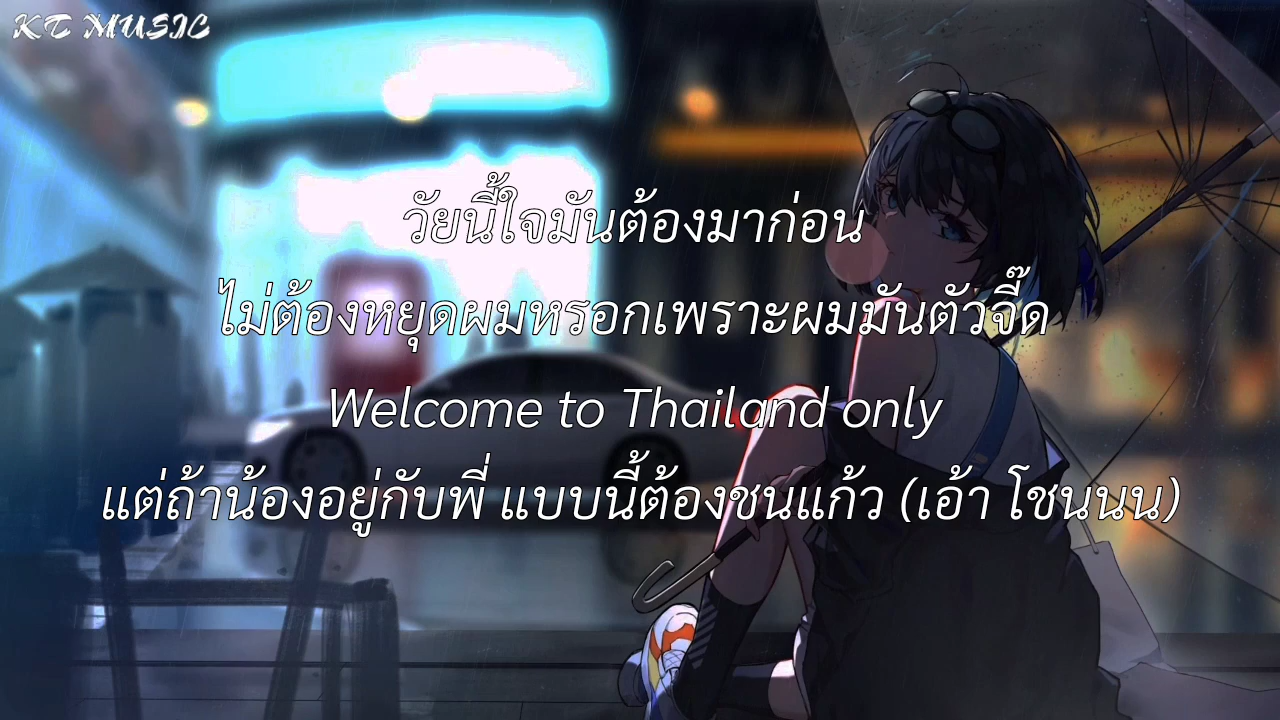 KT MUSIC
วัยนี้ใจมันต้องมาก่อน
ไม่ต้องหยุดผมหรอกเพราะผมมันตัวจี๊ด
Welcome to Thailand only
แต่ถ้าน้องอยู่กับพี่ แบบนี้ต้องชนแก้ว (เอ้า โชนนน)